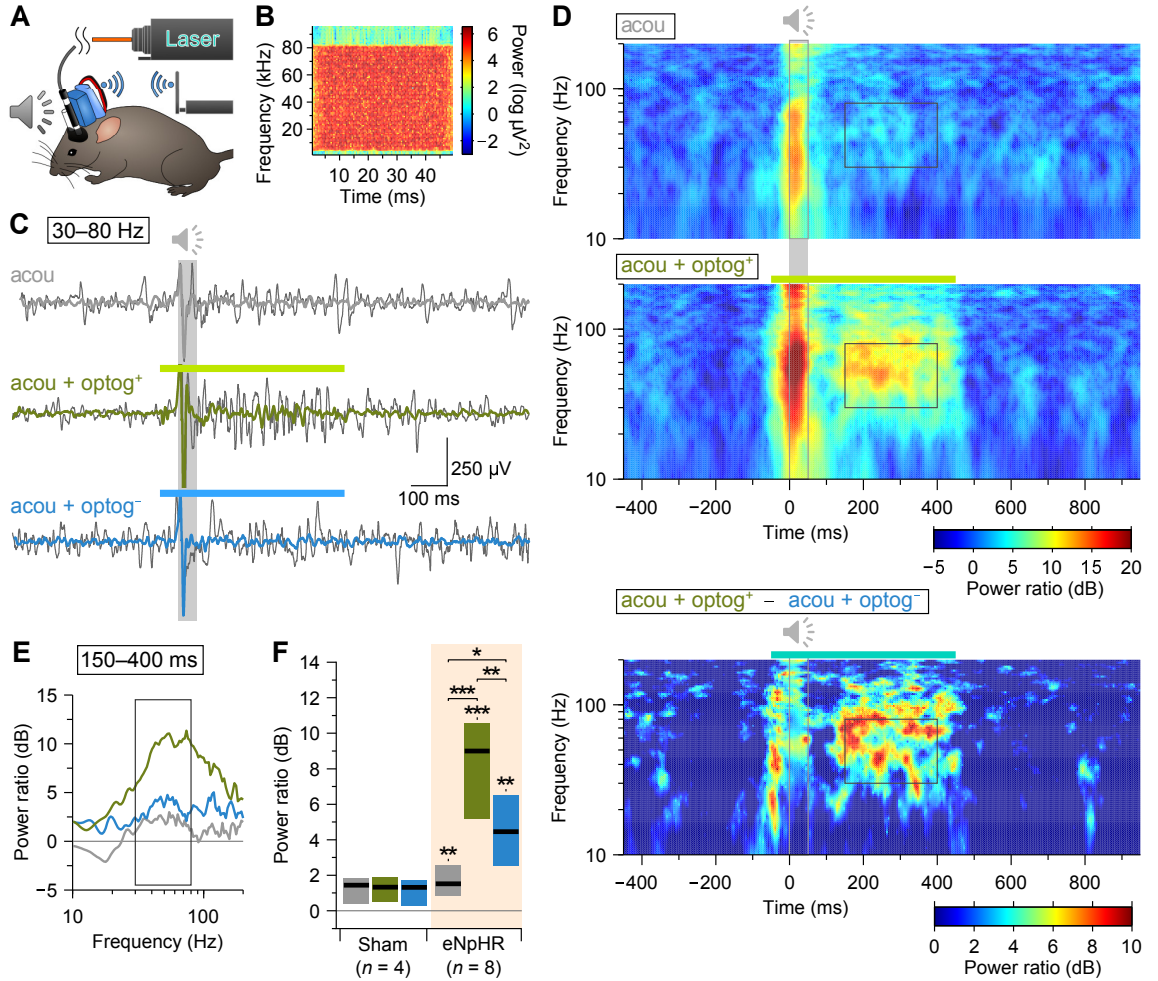 A
Laser
B
Frequency (kHz)
80
60
40
20
10 20 30 40
Time (ms)
6
4
2
0
−2
Power (log µV²)
C
30–80 Hz
acou
acou + optog⁺
acou + optog⁻
250 µV
100 ms
D
acou
Frequency (Hz)
100
10
acou + optog⁺
Frequency (Hz)
100
10
−400 −200 0 200 400 600 800
Time (ms)
−5 0 5 10 15 20
Power ratio (dB)
acou + optog⁺ – acou + optog⁻
Frequency (Hz)
100
10
−400 −200 0 200 400 600 800
Time (ms)
0 2 4 6 8 10
Power ratio (dB)
E
150–400 ms
Power ratio (dB)
15
10
5
0
−5
10 100
Frequency (Hz)
F
Power ratio (dB)
14
12
10
8
6
4
2
0
*
**
***
***
**
**
Sham
(n = 4)
eNpHR
(n = 8)